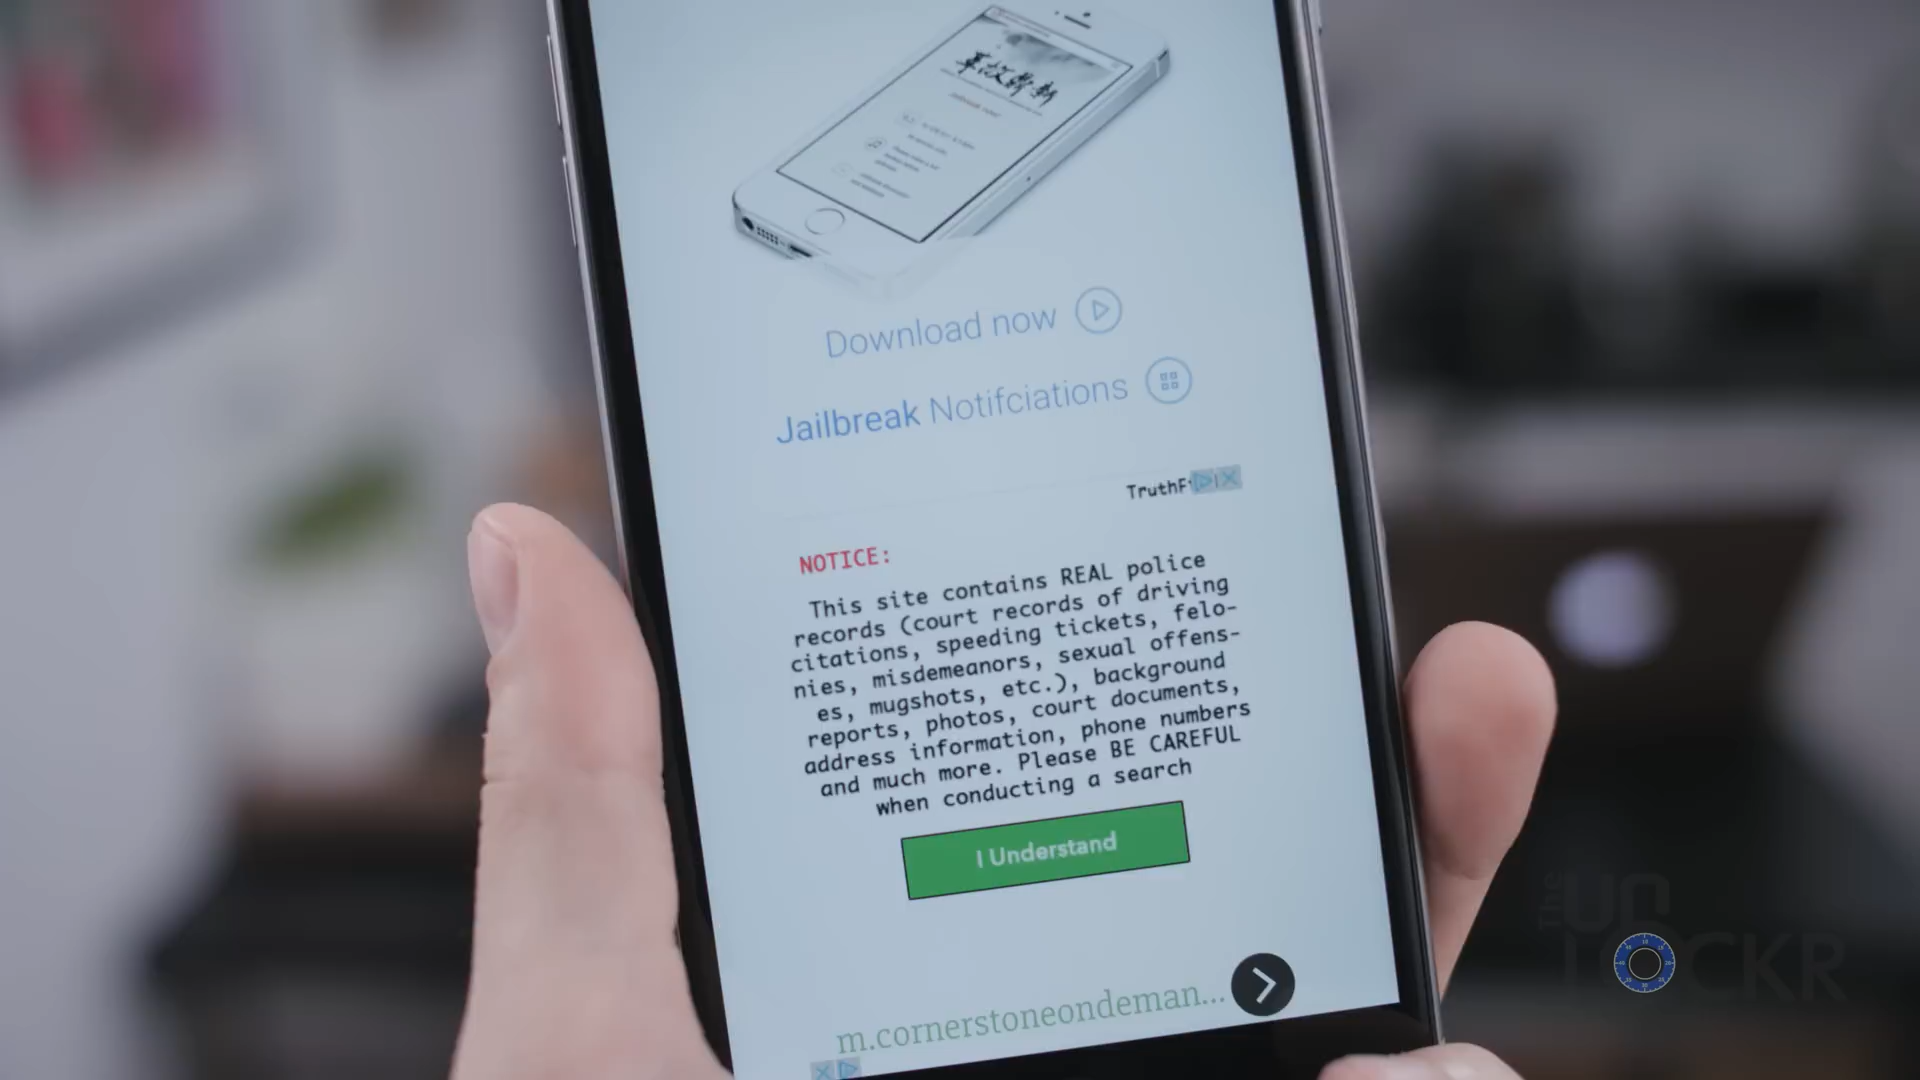 Download now
Jailbreak Notifciations
TruthF
NOTICE:
This site contains REAL police
records (court records of driving
citations, speeding tickets, felo-
nies, misdemeanors, sexual offens-
es, mugshots, etc.), background
reports, photos, court documents,
address information, phone numbers
and much more. Please BE CAREFUL
when conducting a search
I Understand
m.cornerstoneondeman...
The
UN
LOCKR